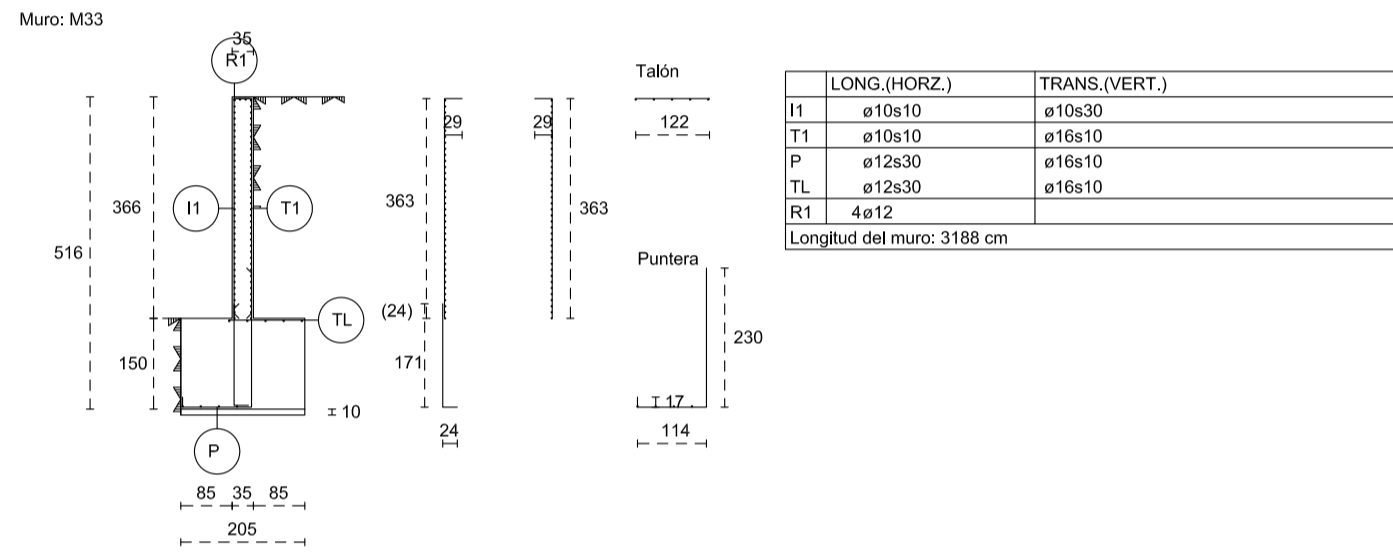 Muro: M33
35
R1
Talón
122
29
29
366
363
363
I1
T1
516
(24)
TL
Puntera
230
150
171
10
17
24
114
P
85 35 85
205
LONG.(HORZ.) TRANS.(VERT.)
I1 ø10s10 ø10s30
T1 ø10s10 ø16s10
P ø12s30 ø16s10
TL ø12s30 ø16s10
R1 4ø12
Longitud del muro: 3188 cm